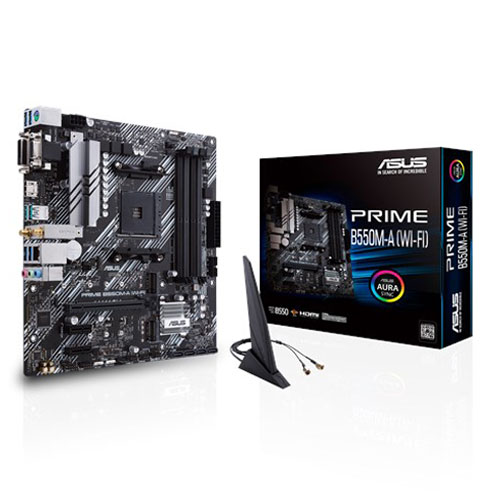 PRIME B550M-A WI-FI
ASUS
ASUS
IN SEARCH OF INCREDIBLE
PRIME
B550M-A (WI-FI)
ASUS
AURA
SYNC
B550
HDMI
PRIME
B550M-A (WI-FI)